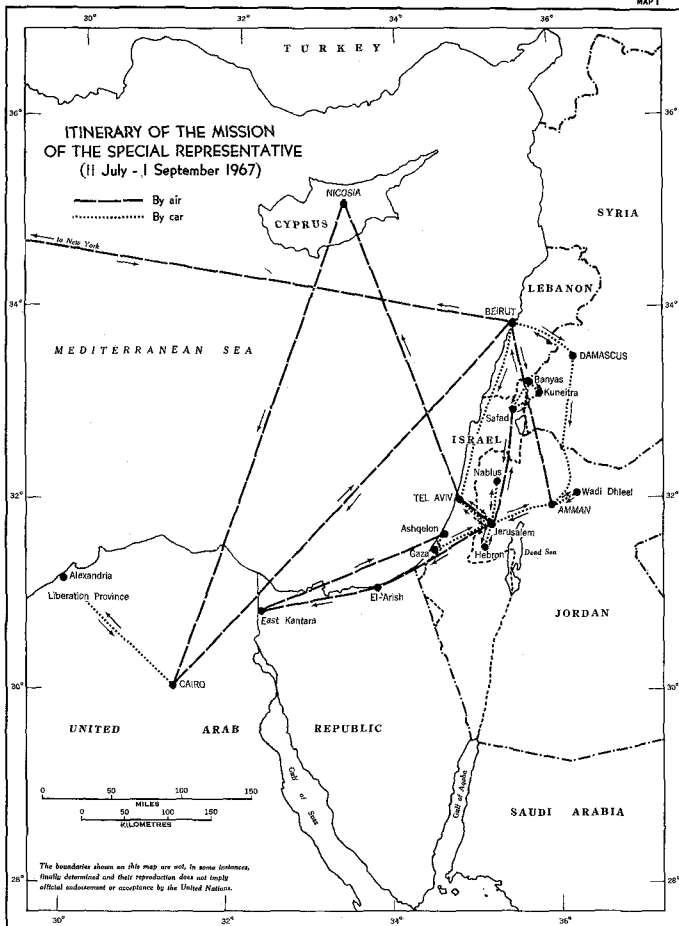 MAP I
30°
32°
34°
36°
TURKEY
36°
36°
ITINERARY OF THE MISSION
OF THE SPECIAL REPRESENTATIVE
(11 July - 1 September 1967)
By air
By car
NICOSIA
CYPRUS
SYRIA
to New York
LEBANON
34°
34°
BEIRUT
MEDITERRANEAN SEA
DAMASCUS
Banyas
Kuneitra
Safad
ISRAEL
Nablus
32°
TEL AVIV
Wadi Dhleel
32°
AMMAN
Ashqelon
Jerusalem
Gaza
Hebron
Dead Sea
Alexandria
El-Arish
Liberation Province
East Kantara
JORDAN
30°
CAIRO
30°
UNITED ARAB REPUBLIC
Gulf of Suez
Gulf of Aqaba
0 50 100 150
MILES
0 50 100 150
KILOMETRES
SAUDI ARABIA
The boundaries shown on this map are not, in some instances,
finally determined and their reproduction does not imply
official endorsement or acceptance by the United Nations.
28°
28°
30°
32°
34°
36°